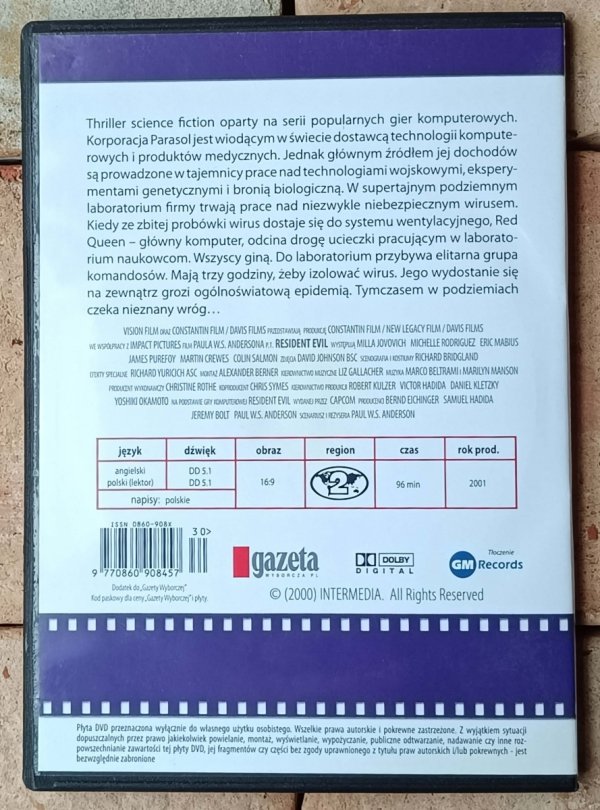 Thriller science fiction oparty na serii popularnych gier komputerowych.
Korporacja Parasol jest wiodącym w świecie dostawcą technologii kompute-
rowych i produktów medycznych. Jednak głównym źródłem jej dochodów
są prowadzone w tajemnicy prace nad technologiami wojskowymi, ekspery-
mentami genetycznymi i bronią biologiczną. W supertajnym podziemnym
laboratorium firmy trwają prace nad niezwykle niebezpiecznym wirusem.
Kiedy ze zbitej probówki wirus dostaje się do systemu wentylacyjnego, Red
Queen – główny komputer, odcina drogę ucieczki pracującym w laborato-
rium naukowcom. Wszyscy giną. Do laboratorium przybywa elitarna grupa
komandosów. Mają trzy godziny, żeby izolować wirus. Jego wydostanie się
na zewnątrz grozi ogólnoświatową epidemią. Tymczasem w podziemiach
czeka nieznany wróg...
VISION FILM ORAZ CONSTANTIN FILM / DAVIS FILMS PRZEDSTAWIAJĄ PRODUKCJĘ CONSTANTIN FILM / NEW LEGACY FILM / DAVIS FILMS
WE WSPÓŁPRACY Z IMPACT PICTURES FILM PAULA W.S. ANDERSONA P.T. RESIDENT EVIL WYSTĘPUJĄ MILLA JOVOVICH MICHELLE RODRIGUEZ ERIC MABIUS
JAMES PUREFOY MARTIN CREWES COLIN SALMON ZDJĘCIA DAVID JOHNSON BSC SCENOGRAFIA I KOSTIUMY RICHARD BRIDGLAND
EFEKTY SPECJALNE RICHARD YURICICH ASC MONTAŻ ALEXANDER BERNER KIEROWNICTWO MUZYCZNE LIZ GALLACHER MUZYKA MARCO BELTRAMI I MARILYN MANSON
PRODUCENT WYKONAWCZY CHRISTINE ROTHE KOPRODUCENT CHRIS SYMES KIEROWNICTWO PRODUKCJI ROBERT KULZER VICTOR HADIDA DANIEL KLETZKY
YOSHIKI OKAMOTO NA PODSTAWIE GRY KOMPUTEROWEJ RESIDENT EVIL WYDANEJ PRZEZ CAPCOM PRODUCENCI BERND EICHINGER SAMUEL HADIDA
JEREMY BOLT PAUL W.S. ANDERSON SCENARIUSZ I REŻYSERIA PAUL W.S. ANDERSON
język dźwięk obraz region czas rok prod.
angielski DD 5.1
polski (lektor) DD 5.1
16:9 2 96 min 2001
napisy: polskie
ISSN 0860-908X
30>
9 770860 908457
Dodatek do „Gazety Wyborczej"
Kod paskowy dla ceny „Gazety Wyborczej" i płyty.
gazeta
WYBORCZA.PL
DOLBY
DIGITAL
Tłoczenie
GM Records
© (2000) INTERMEDIA. All Rights Reserved
Płyta DVD przeznaczona wyłącznie do własnego użytku osobistego. Wszelkie prawa autorskie i pokrewne zastrzeżone. Z wyjątkiem sytuacji
dopuszczalnych przez prawo jakiekolwiek powielanie, montaż, wyświetlanie, wypożyczanie, publiczne odtwarzanie, nadawanie czy inne roz-
powszechnianie zawartości tej płyty DVD, jej fragmentów czy części bez zgody uprawnionego z tytułu praw autorskich i/lub pokrewnych - jest
bezwzględnie zabronione